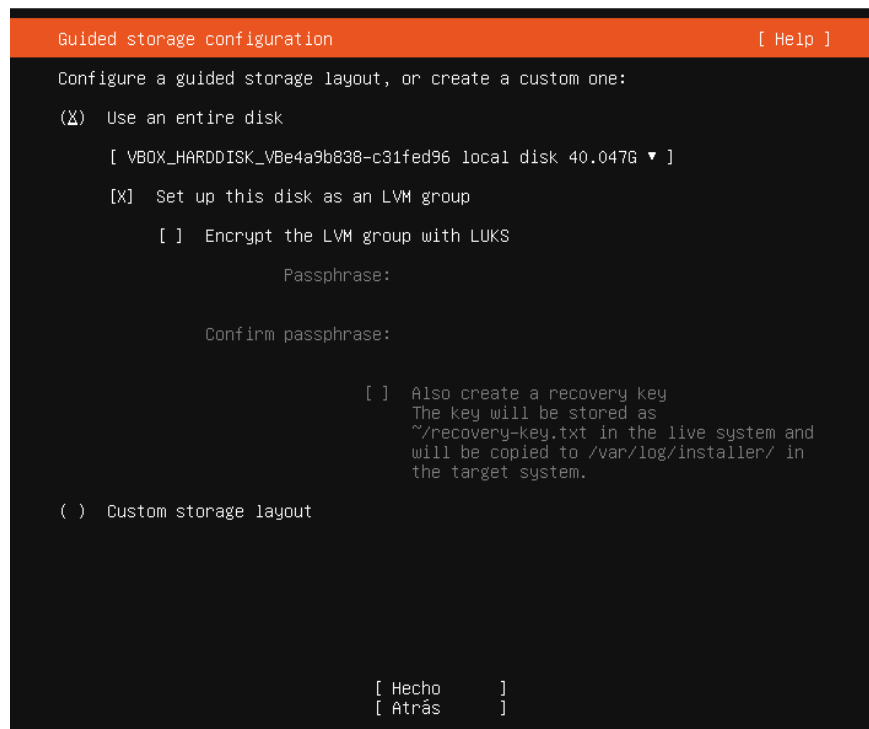 Guided storage configuration [ Help ]
Configure a guided storage layout, or create a custom one:
(X) Use an entire disk
[ VBOX_HARDDISK_VBe4a9b838-c31fed96 local disk 40.047G ▾ ]
[X] Set up this disk as an LVM group
[ ] Encrypt the LVM group with LUKS
Passphrase:
Confirm passphrase:
[ ] Also create a recovery key
The key will be stored as
~/recovery-key.txt in the live system and
will be copied to /var/log/installer/ in
the target system.
( ) Custom storage layout
[ Hecho ]
[ Atrás ]